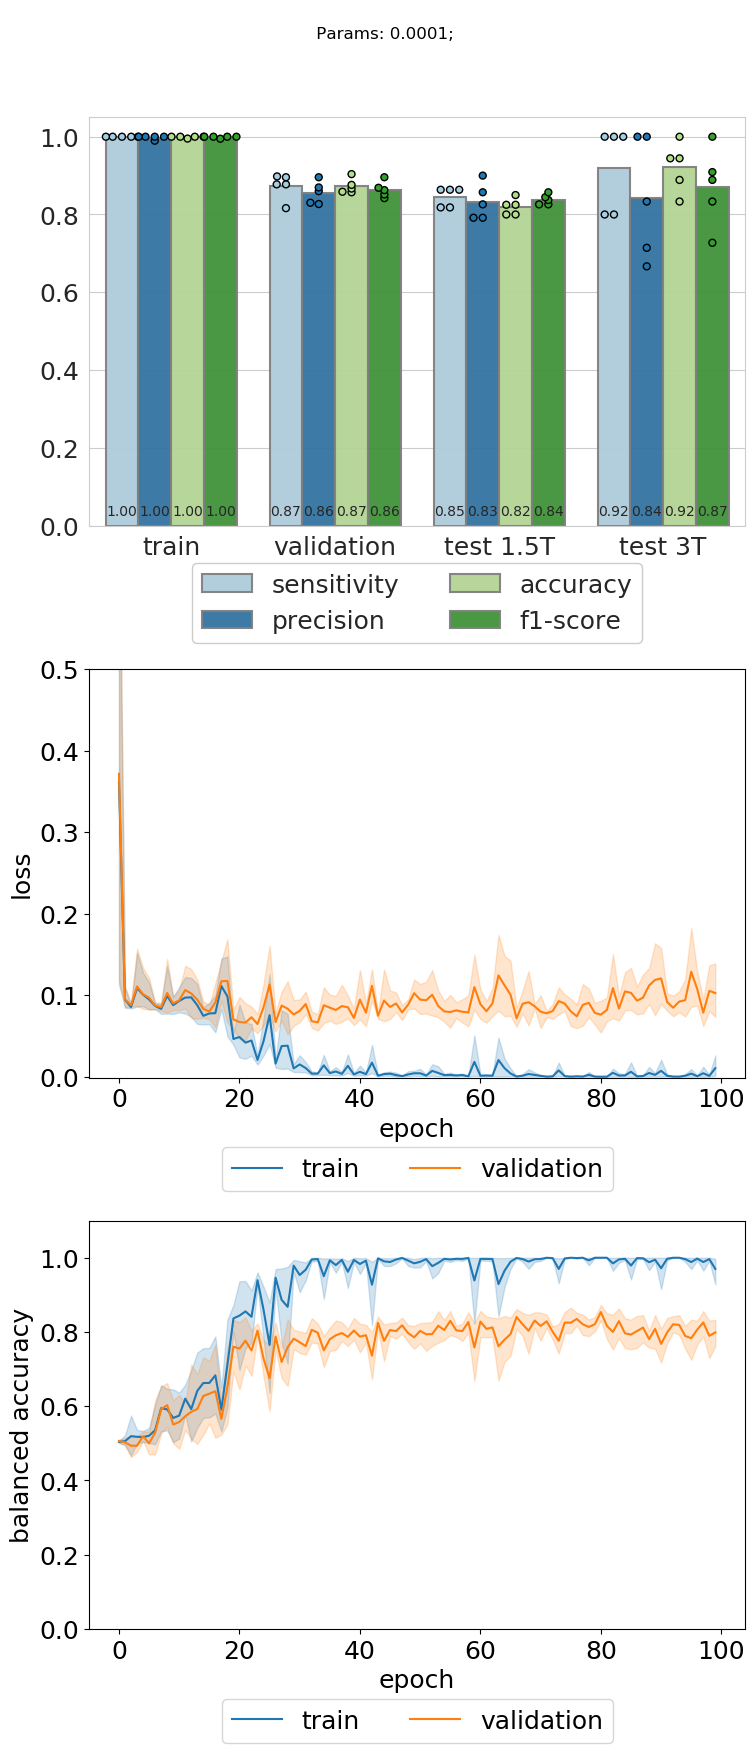 Params: 0.0001;
1.0
0.8
0.6
0.4
0.2
0.0
1.00 1.00 1.00 1.00 0.87 0.86 0.87 0.86 0.85 0.83 0.82 0.84 0.92 0.84 0.92 0.87
train validation test 1.5T test 3T
sensitivity accuracy
precision f1-score
0.5
0.4
0.3
0.2
0.1
0.0
loss
0 20 40 60 80 100
epoch
train validation
1.0
0.8
0.6
0.4
0.2
0.0
balanced accuracy
0 20 40 60 80 100
epoch
train validation